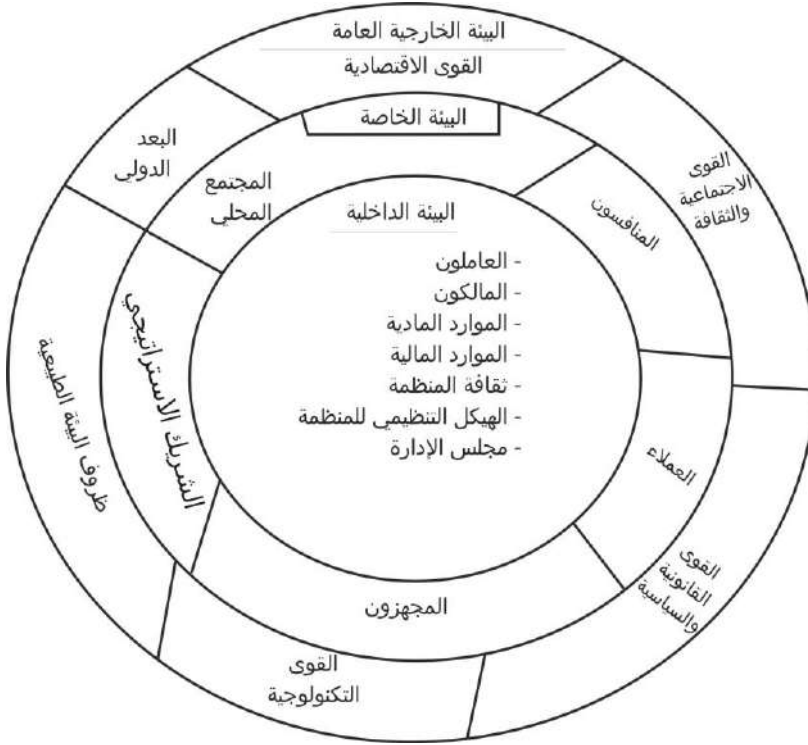 البيئة الخارجية العامة
القوى الاقتصادية
البيئة الخاصة
البعد
الدولي
المجتمع
المحلي
القوى
الاجتماعية
والثقافة
المنافسون
البيئة الداخلية
- العاملون
- المالكون
- الموارد المادية
- الموارد المالية
- ثقافة المنظمة
- الهيكل التنظيمي للمنظمة
- مجلس الإدارة
الشريك الاستراتيجي
ظروف البيئة الطبيعية
العملاء
القوى
القانونية
والسياسية
المجهزون
القوى
التكنولوجية